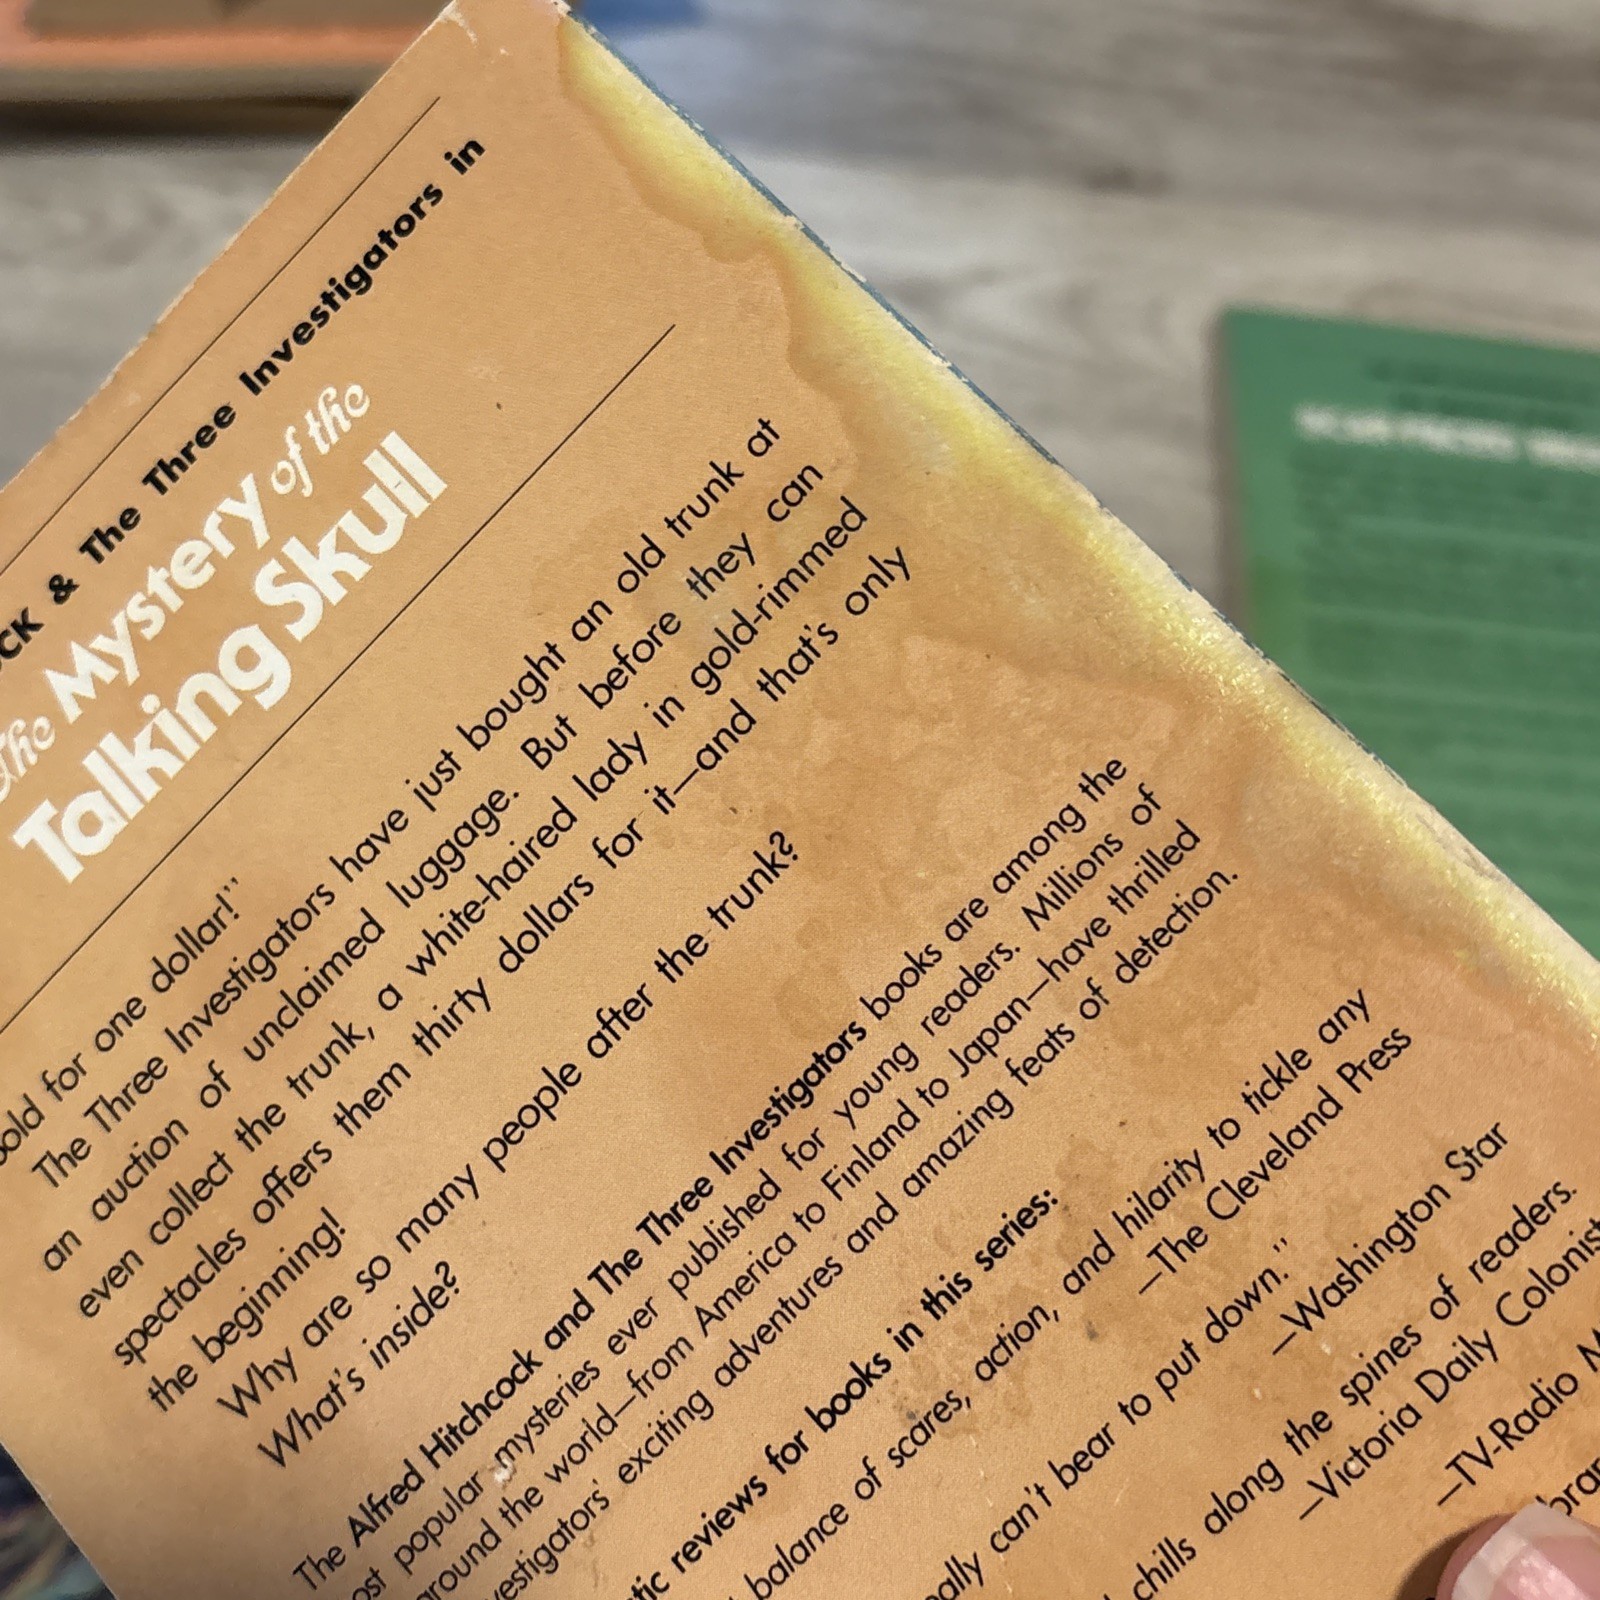 & The Three Investigators in
The Mystery of the
Talking Skull
for one dollar!"
The Three Investigators have just bought an old trunk at
an auction of unclaimed luggage. But before they can
even collect the trunk, a white-haired lady in gold-rimmed
spectacles offers them thirty dollars for it—and that's only
the beginning!
Why are so many people after the trunk?
What's inside?
The Alfred Hitchcock and The Three Investigators books are among the
popular mysteries ever published for young readers. Millions of
around the world—from America to Finland to Japan—have thrilled
exciting adventures and amazing feats of detection.
reviews for books in this series:
balance of scares, action, and hilarity to tickle any
—The Cleveland Press
can't bear to put down."
—Washington Star
chills along the spines of readers.
—Victoria Daily Colonist
—TV-Radio